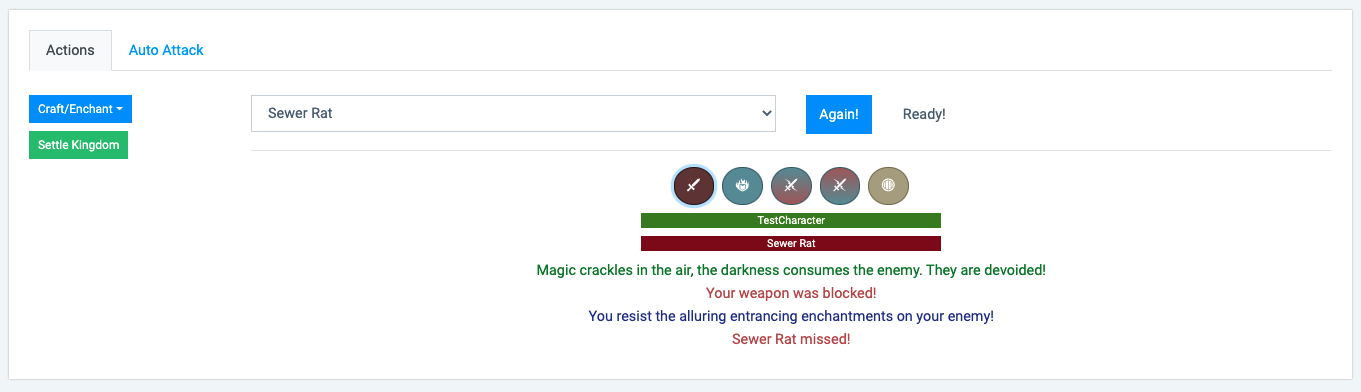 Actions
Auto Attack
Craft/Enchant
Sewer Rat
Again!
Ready!
Settle Kingdom
TestCharacter
Sewer Rat
Magic crackles in the air, the darkness consumes the enemy. They are devoided!
Your weapon was blocked!
You resist the alluring entrancing enchantments on your enemy!
Sewer Rat missed!